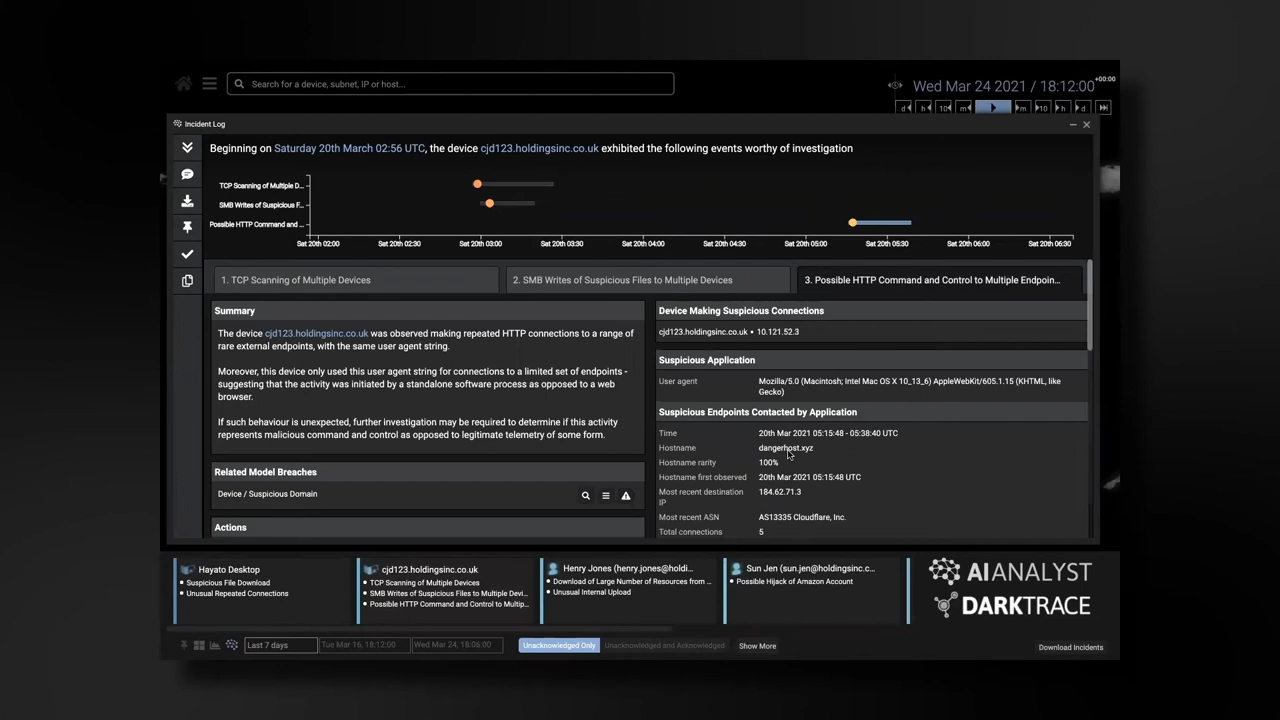 Search for a device, subnet, IP or host...
Wed Mar 24 2021 / 18:12:00 +00:00
d h 10 m m 10 h d
Incident Log
Beginning on Saturday 20th March 02:56 UTC, the device cjd123.holdingsinc.co.uk exhibited the following events worthy of investigation
TCP Scanning of Multiple D...
SMB Writes of Suspicious F...
Possible HTTP Command and ...
Sat 20th 02:00 Sat 20th 02:30 Sat 20th 03:00 Sat 20th 03:30 Sat 20th 04:00 Sat 20th 04:30 Sat 20th 05:00 Sat 20th 05:30 Sat 20th 06:00 Sat 20th 06:30
1. TCP Scanning of Multiple Devices
2. SMB Writes of Suspicious Files to Multiple Devices
3. Possible HTTP Command and Control to Multiple Endpoin...
Summary
The device cjd123.holdingsinc.co.uk was observed making repeated HTTP connections to a range of
rare external endpoints, with the same user agent string.
Moreover, this device only used this user agent string for connections to a limited set of endpoints -
suggesting that the activity was initiated by a standalone software process as opposed to a web
browser.
If such behaviour is unexpected, further investigation may be required to determine if this activity
represents malicious command and control as opposed to legitimate telemetry of some form.
Related Model Breaches
Device / Suspicious Domain
Actions
Device Making Suspicious Connections
cjd123.holdingsinc.co.uk • 10.121.52.3
Suspicious Application
User agent Mozilla/5.0 (Macintosh; Intel Mac OS X 10_13_6) AppleWebKit/605.1.15 (KHTML, like
Gecko)
Suspicious Endpoints Contacted by Application
Time 20th Mar 2021 05:15:48 - 05:38:40 UTC
Hostname dangerhost.xyz
Hostname rarity 100%
Hostname first observed 20th Mar 2021 05:15:48 UTC
Most recent destination 184.62.71.3
IP
Most recent ASN AS13335 Cloudflare, Inc.
Total connections 5
Hayato Desktop
• Suspicious File Download
• Unusual Repeated Connections
cjd123.holdingsinc.co.uk
• TCP Scanning of Multiple Devices
• SMB Writes of Suspicious Files to Multiple Devi...
• Possible HTTP Command and Control to Multip...
Henry Jones (henry.jones@holdi...
• Download of Large Number of Resources from ...
• Unusual Internal Upload
Sun Jen (sun.jen@holdingsinc.c...
• Possible Hijack of Amazon Account
AI ANALYST
DARKTRACE
Last 7 days
Tue Mar 16, 18:12:00
Wed Mar 24, 18:06:00
Unacknowledged Only
Unacknowledged and Acknowledged
Show More
Download Incidents